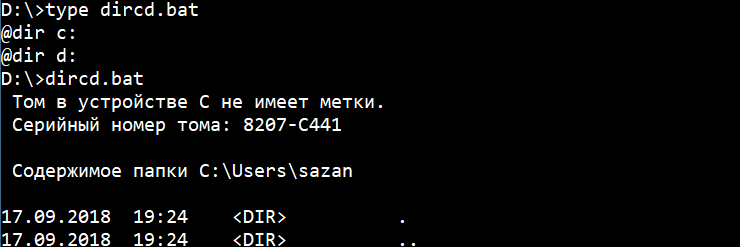 D:\>type dircd.bat
@dir c:
@dir d:
D:\>dircd.bat
Том в устройстве C не имеет метки.
Серийный номер тома: 8207-C441
Содержимое папки C:\Users\sazan
17.09.2018  19:24    <DIR>          .
17.09.2018  19:24    <DIR>          ..